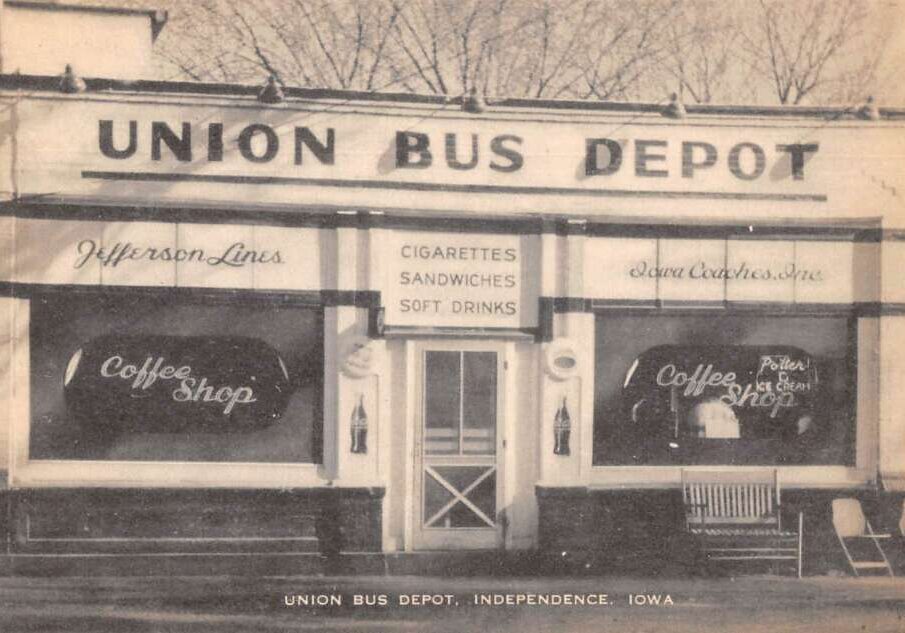 UNION BUS DEPOT
Jefferson Lines
CIGARETTES
SANDWICHES
SOFT DRINKS
Iowa Coaches, Inc.
Coffee
Shop
Coffee
Shop
Potter
ICE CREAM
UNION BUS DEPOT, INDEPENDENCE, IOWA